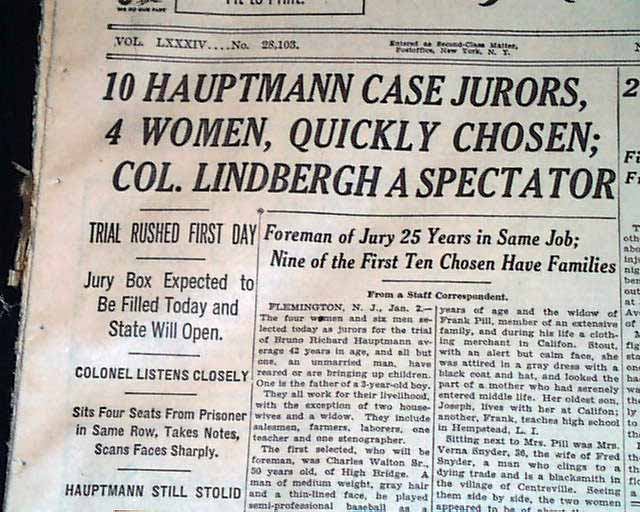 VOL. LXXXIV....No. 28,103.
Entered as Second-Class Matter,
Postoffice, New York, N. Y.
10 HAUPTMANN CASE JURORS,
4 WOMEN, QUICKLY CHOSEN;
COL. LINDBERGH A SPECTATOR
TRIAL RUSHED FIRST DAY
Jury Box Expected to
Be Filled Today and
State Will Open.
COLONEL LISTENS CLOSELY
Sits Four Seats From Prisoner
in Same Row, Takes Notes,
Scans Faces Sharply.
HAUPTMANN STILL STOLID
Foreman of Jury 25 Years in Same Job;
Nine of the First Ten Chosen Have Families
From a Staff Correspondent.
FLEMINGTON, N. J., Jan. 2.—
The four women and six men se-
lected today as jurors for the trial
of Bruno Richard Hauptmann av-
erage 42 years in age, and all but
one, an unmarried man, have
reared or are bringing up children.
One is the father of a 3-year-old boy.
They all work for their livelihood,
with the exception of two house-
wives and a widow. They include
salesmen, farmers, laborers, one
teacher and one stenographer.
The first selected, who will be
foreman, was Charles Walton Sr.,
50 years old, of High Bridge. A
man of medium weight, gray hair
and a thin-lined face, he played
semi-professional baseball as a
years of age and the widow of
Frank Pill, member of an extensive
family, and during his life a cloth-
ing merchant in Califon. Stout,
with an alert but calm face, she
was attired in a gray dress with a
black coat and hat, and looked the
part of a mother who had serenely
entered middle life. Her oldest son,
Joseph, lives with her at Califon;
another, Frank, teaches high school
in Hempstead, L. I.
Sitting next to Mrs. Pill was Mrs.
Verna Snyder, 36, the wife of Fred
Snyder, a man who clings to a
dying trade and is a blacksmith in
the village of Centreville. Seeing
them side by side, the two women
appeared to be of about the